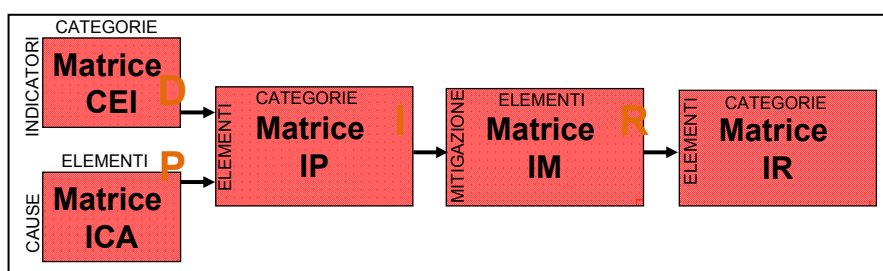 CATEGORIE
INDICATORI
Matrice
CEI
D
ELEMENTI
P
CAUSE
Matrice
ICA
CATEGORIE
ELEMENTI
Matrice
IP
I
ELEMENTI
MITIGAZIONE
Matrice
IM
R
CATEGORIE
ELEMENTI
Matrice
IR